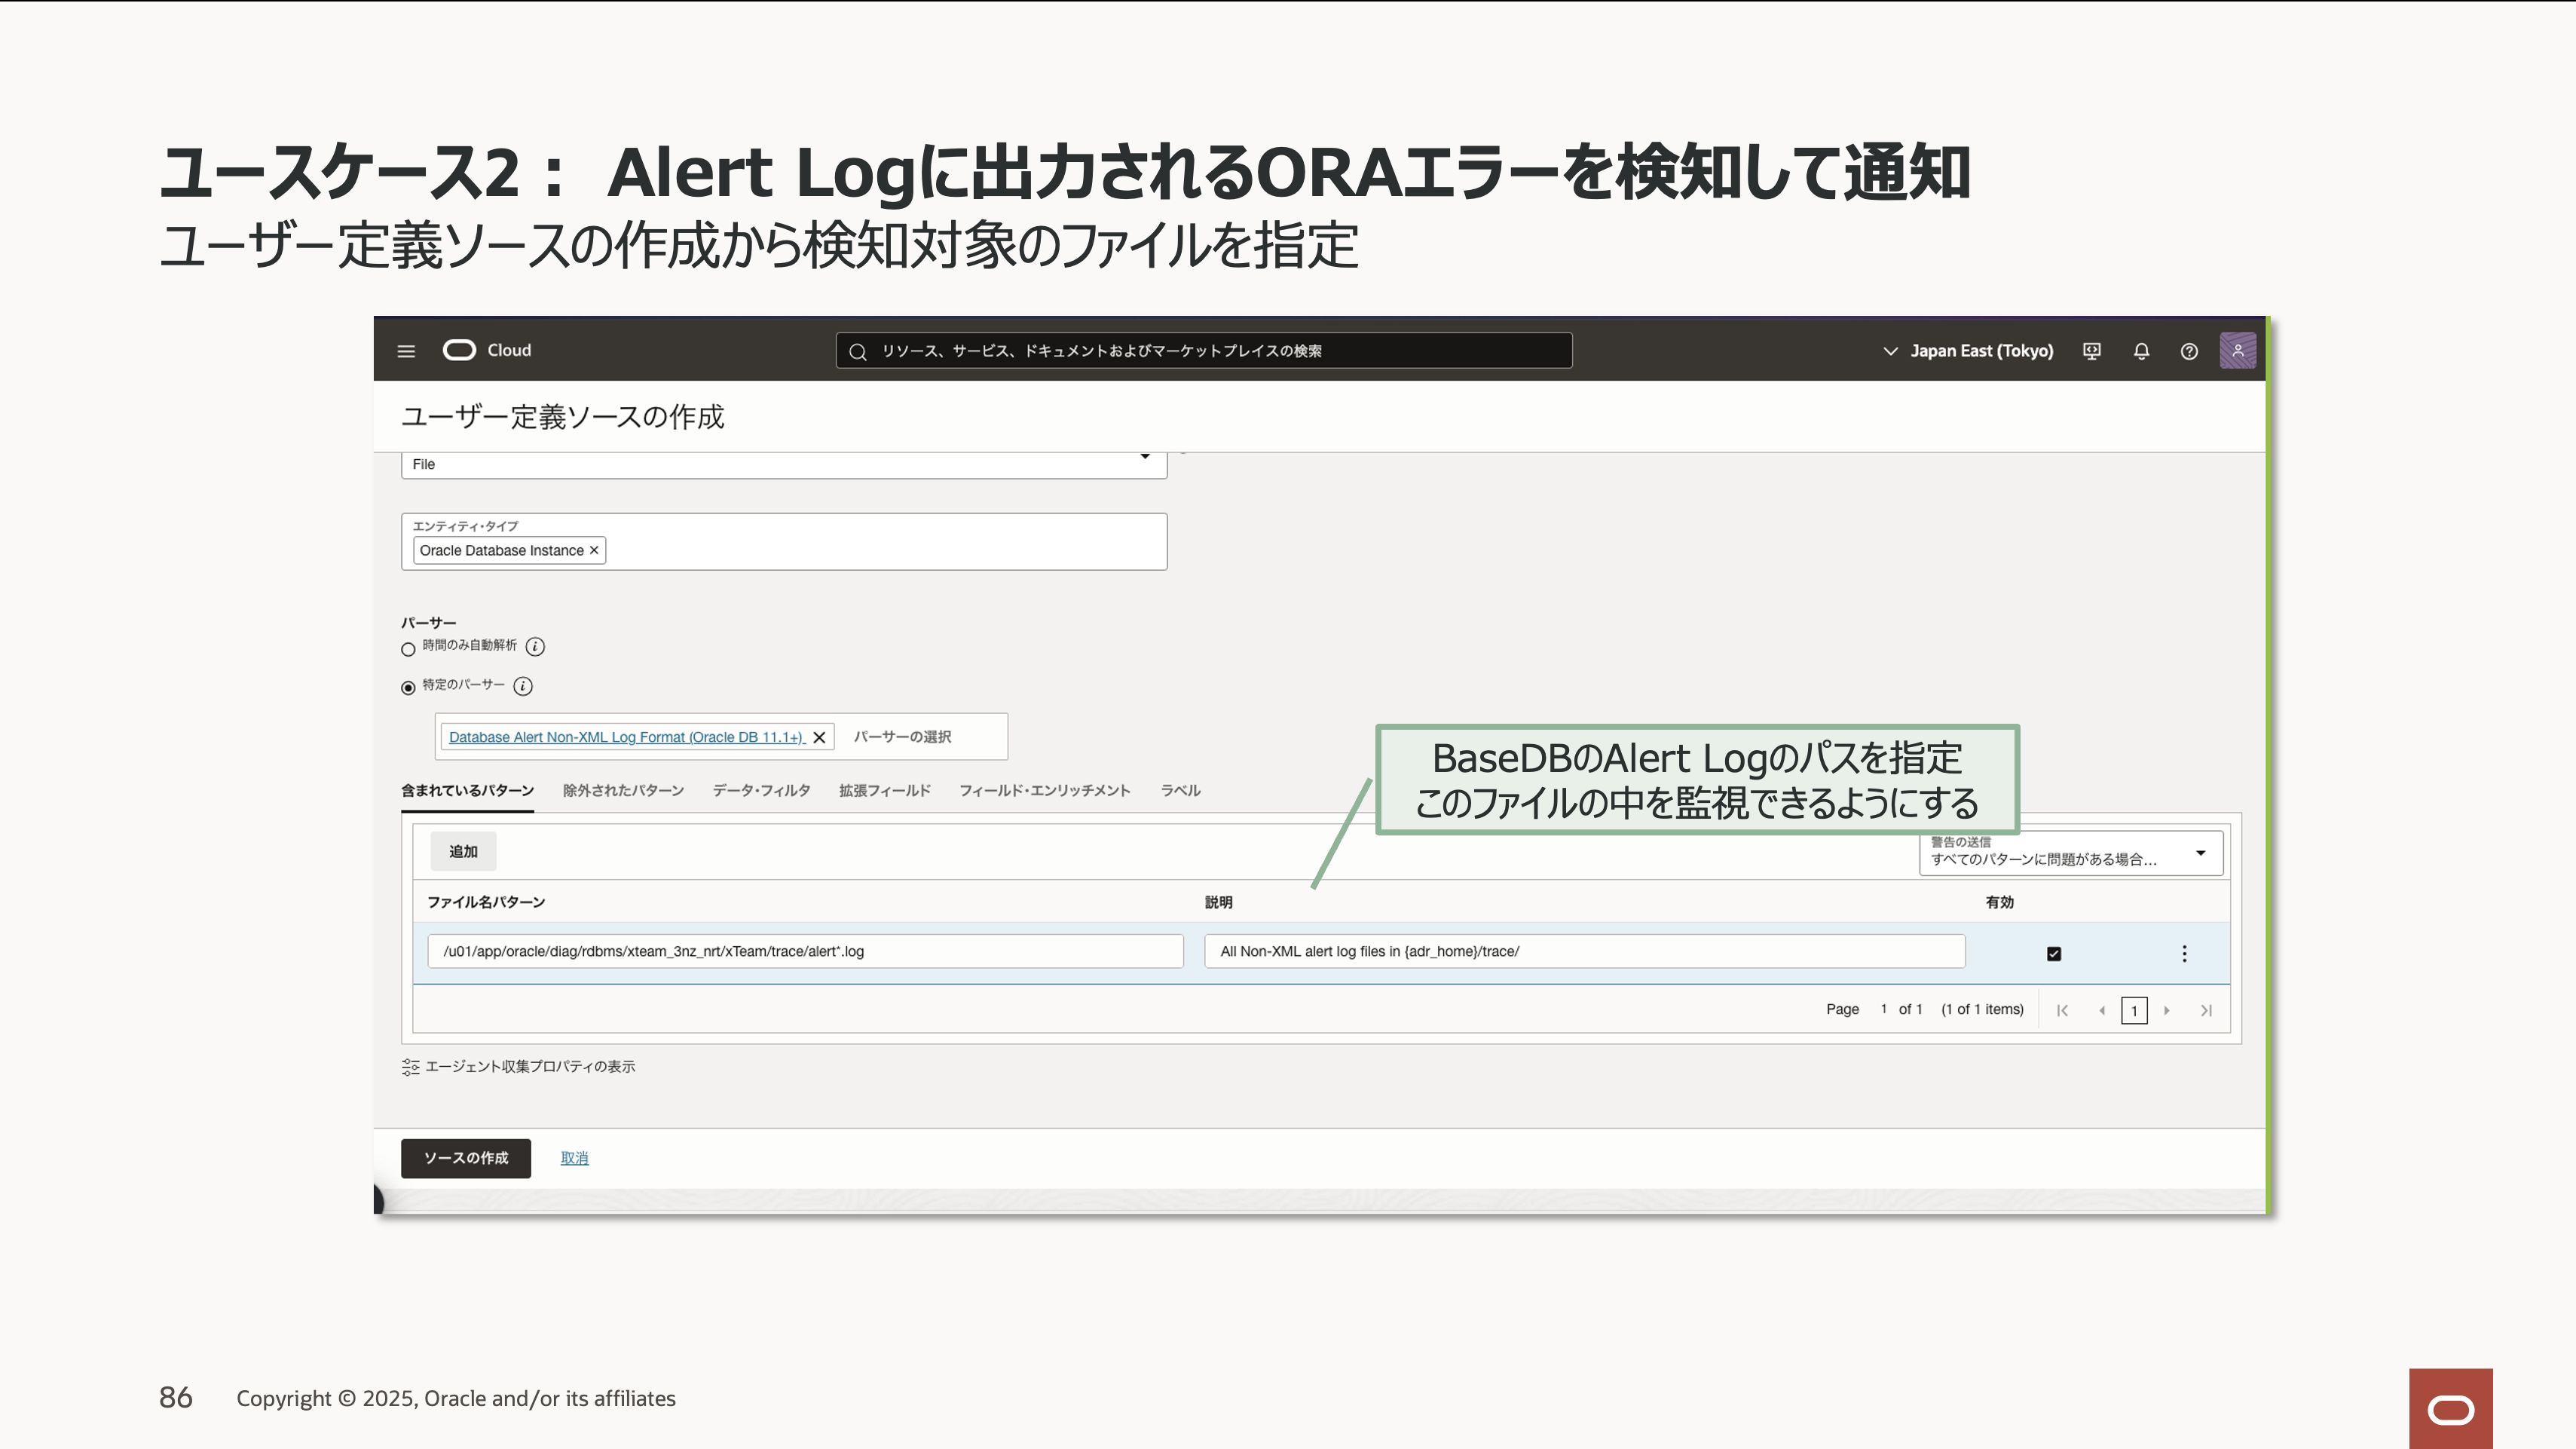 ユースケース2： Alert Logに出力されるORAエラーを検知して通知
ユーザー定義ソースの作成から検知対象のファイルを指定
Cloud
リソース、サービス、ドキュメントおよびマーケットプレイスの検索
Japan East (Tokyo)
ユーザー定義ソースの作成
File
エンティティ・タイプ
Oracle Database Instance ×
パーサー
時間のみ自動解析
特定のパーサー
Database Alert Non-XML Log Format (Oracle DB 11.1+) × パーサーの選択
BaseDBのAlert Logのパスを指定
このファイルの中を監視できるようにする
含まれているパターン 除外されたパターン データ・フィルタ 拡張フィールド フィールド・エンリッチメント ラベル
追加
警告の送信
すべてのパターンに問題がある場合...
ファイル名パターン 説明 有効
/u01/app/oracle/diag/rdbms/xteam_3nz_nrt/xTeam/trace/alert*.log All Non-XML alert log files in {adr_home}/trace/
Page 1 of 1 (1 of 1 items) 1
エージェント収集プロパティの表示
ソースの作成 取消
86 Copyright © 2025, Oracle and/or its affiliates